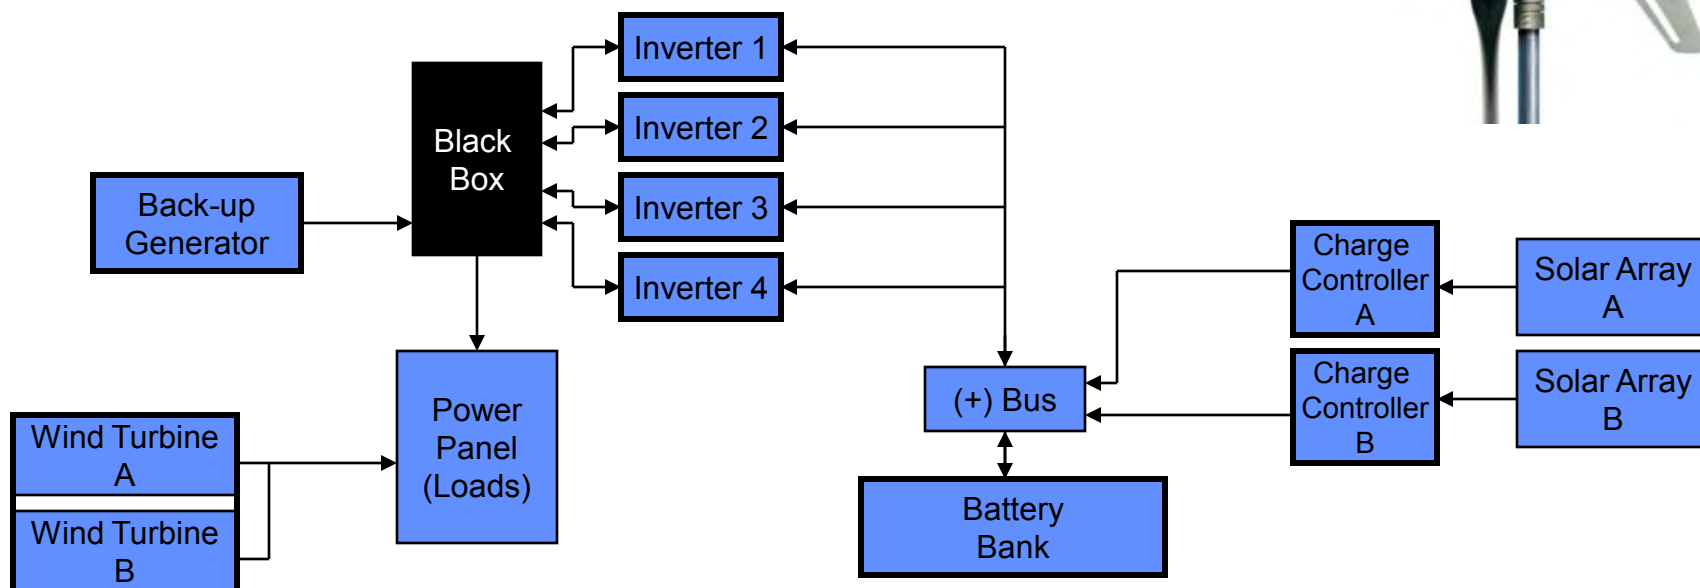 Inverter 1
Inverter 2
Inverter 3
Inverter 4
Black
Box
Back-up
Generator
Power
Panel
(Loads)
Wind Turbine
A
Wind Turbine
B
(+) Bus
Battery
Bank
Charge
Controller
A
Charge
Controller
B
Solar Array
A
Solar Array
B